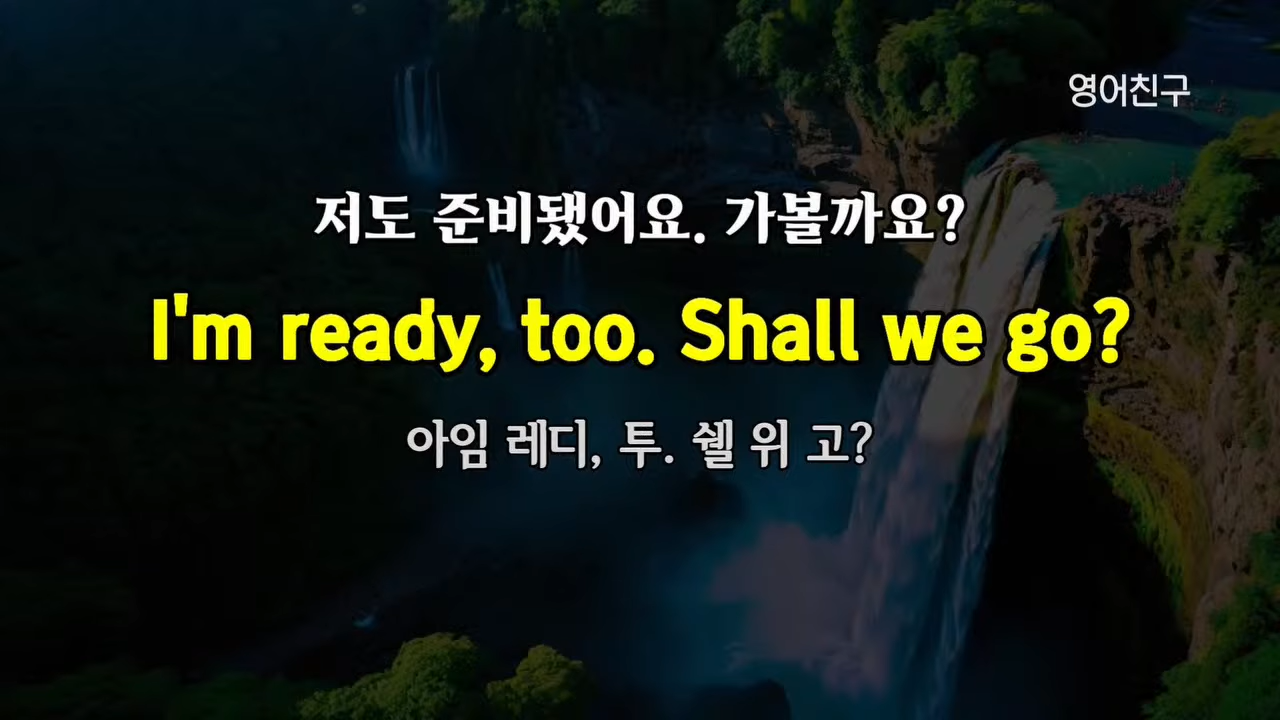 영어친구
저도 준비됐어요. 가볼까요?
I'm ready, too. Shall we go?
아임 레디, 투. 쉘 위 고?